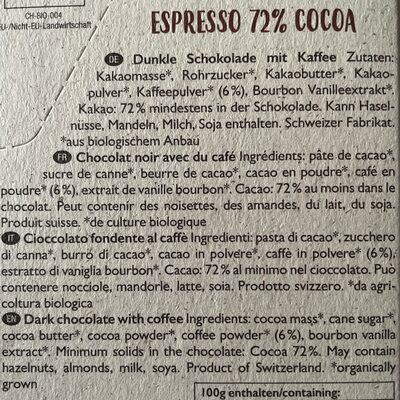 CH-BIO-004
EU-/Nicht-EU-Landwirtschaft
ESPRESSO 72% COCOA
DE Dunkle Schokolade mit Kaffee Zutaten:
Kakaomasse*, Rohrzucker*, Kakaobutter*, Kakao-
pulver*, Kaffeepulver* (6%), Bourbon Vanilleextrakt*.
Kakao: 72% mindestens in der Schokolade. Kann Hasel-
nüsse, Mandeln, Milch, Soja enthalten. Schweizer Fabrikat.
*aus biologischem Anbau
FR Chocolat noir avec du café Ingrédients: pâte de cacao*,
sucre de canne*, beurre de cacao*, cacao en poudre*, café en
poudre* (6%), extrait de vanille bourbon*. Cacao: 72% au moins dans le
chocolat. Peut contenir des noisettes, des amandes, du lait, du soja.
Produit suisse. *de culture biologique
IT Cioccolato fondente al caffè Ingredienti: pasta di cacao*, zucchero
di canna*, burro di cacao*, cacao in polvere*, caffè in polvere* (6%),
estratto di vaniglia bourbon*. Cacao: 72% al minimo nel cioccolato. Può
contenere nocciole, mandorle, latte, soia. Prodotto svizzero. *da agri-
coltura biologica
EN Dark chocolate with coffee Ingredients: cocoa mass*, cane sugar*,
cocoa butter*, cocoa powder*, coffee powder* (6%), bourbon vanilla
extract*. Minimum solids in the chocolate: Cocoa 72%. May contain
hazelnuts, almonds, milk, soya. Product of Switzerland. *organically
grown
100g enthalten/containing: